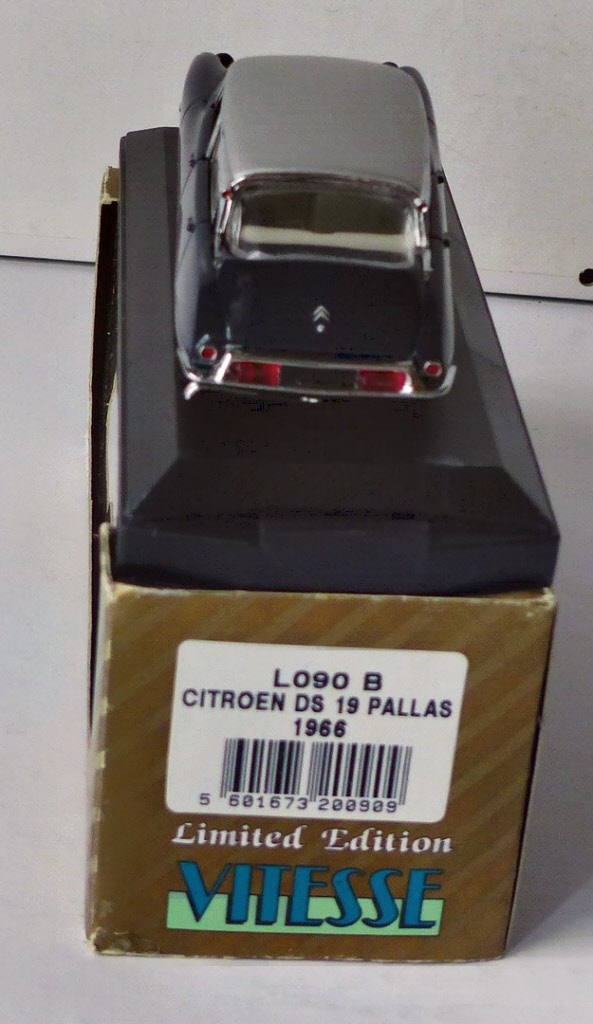 L090 B
CITROEN DS 19 PALLAS
1966
5 601673 200909
Limited Edition
VITESSE